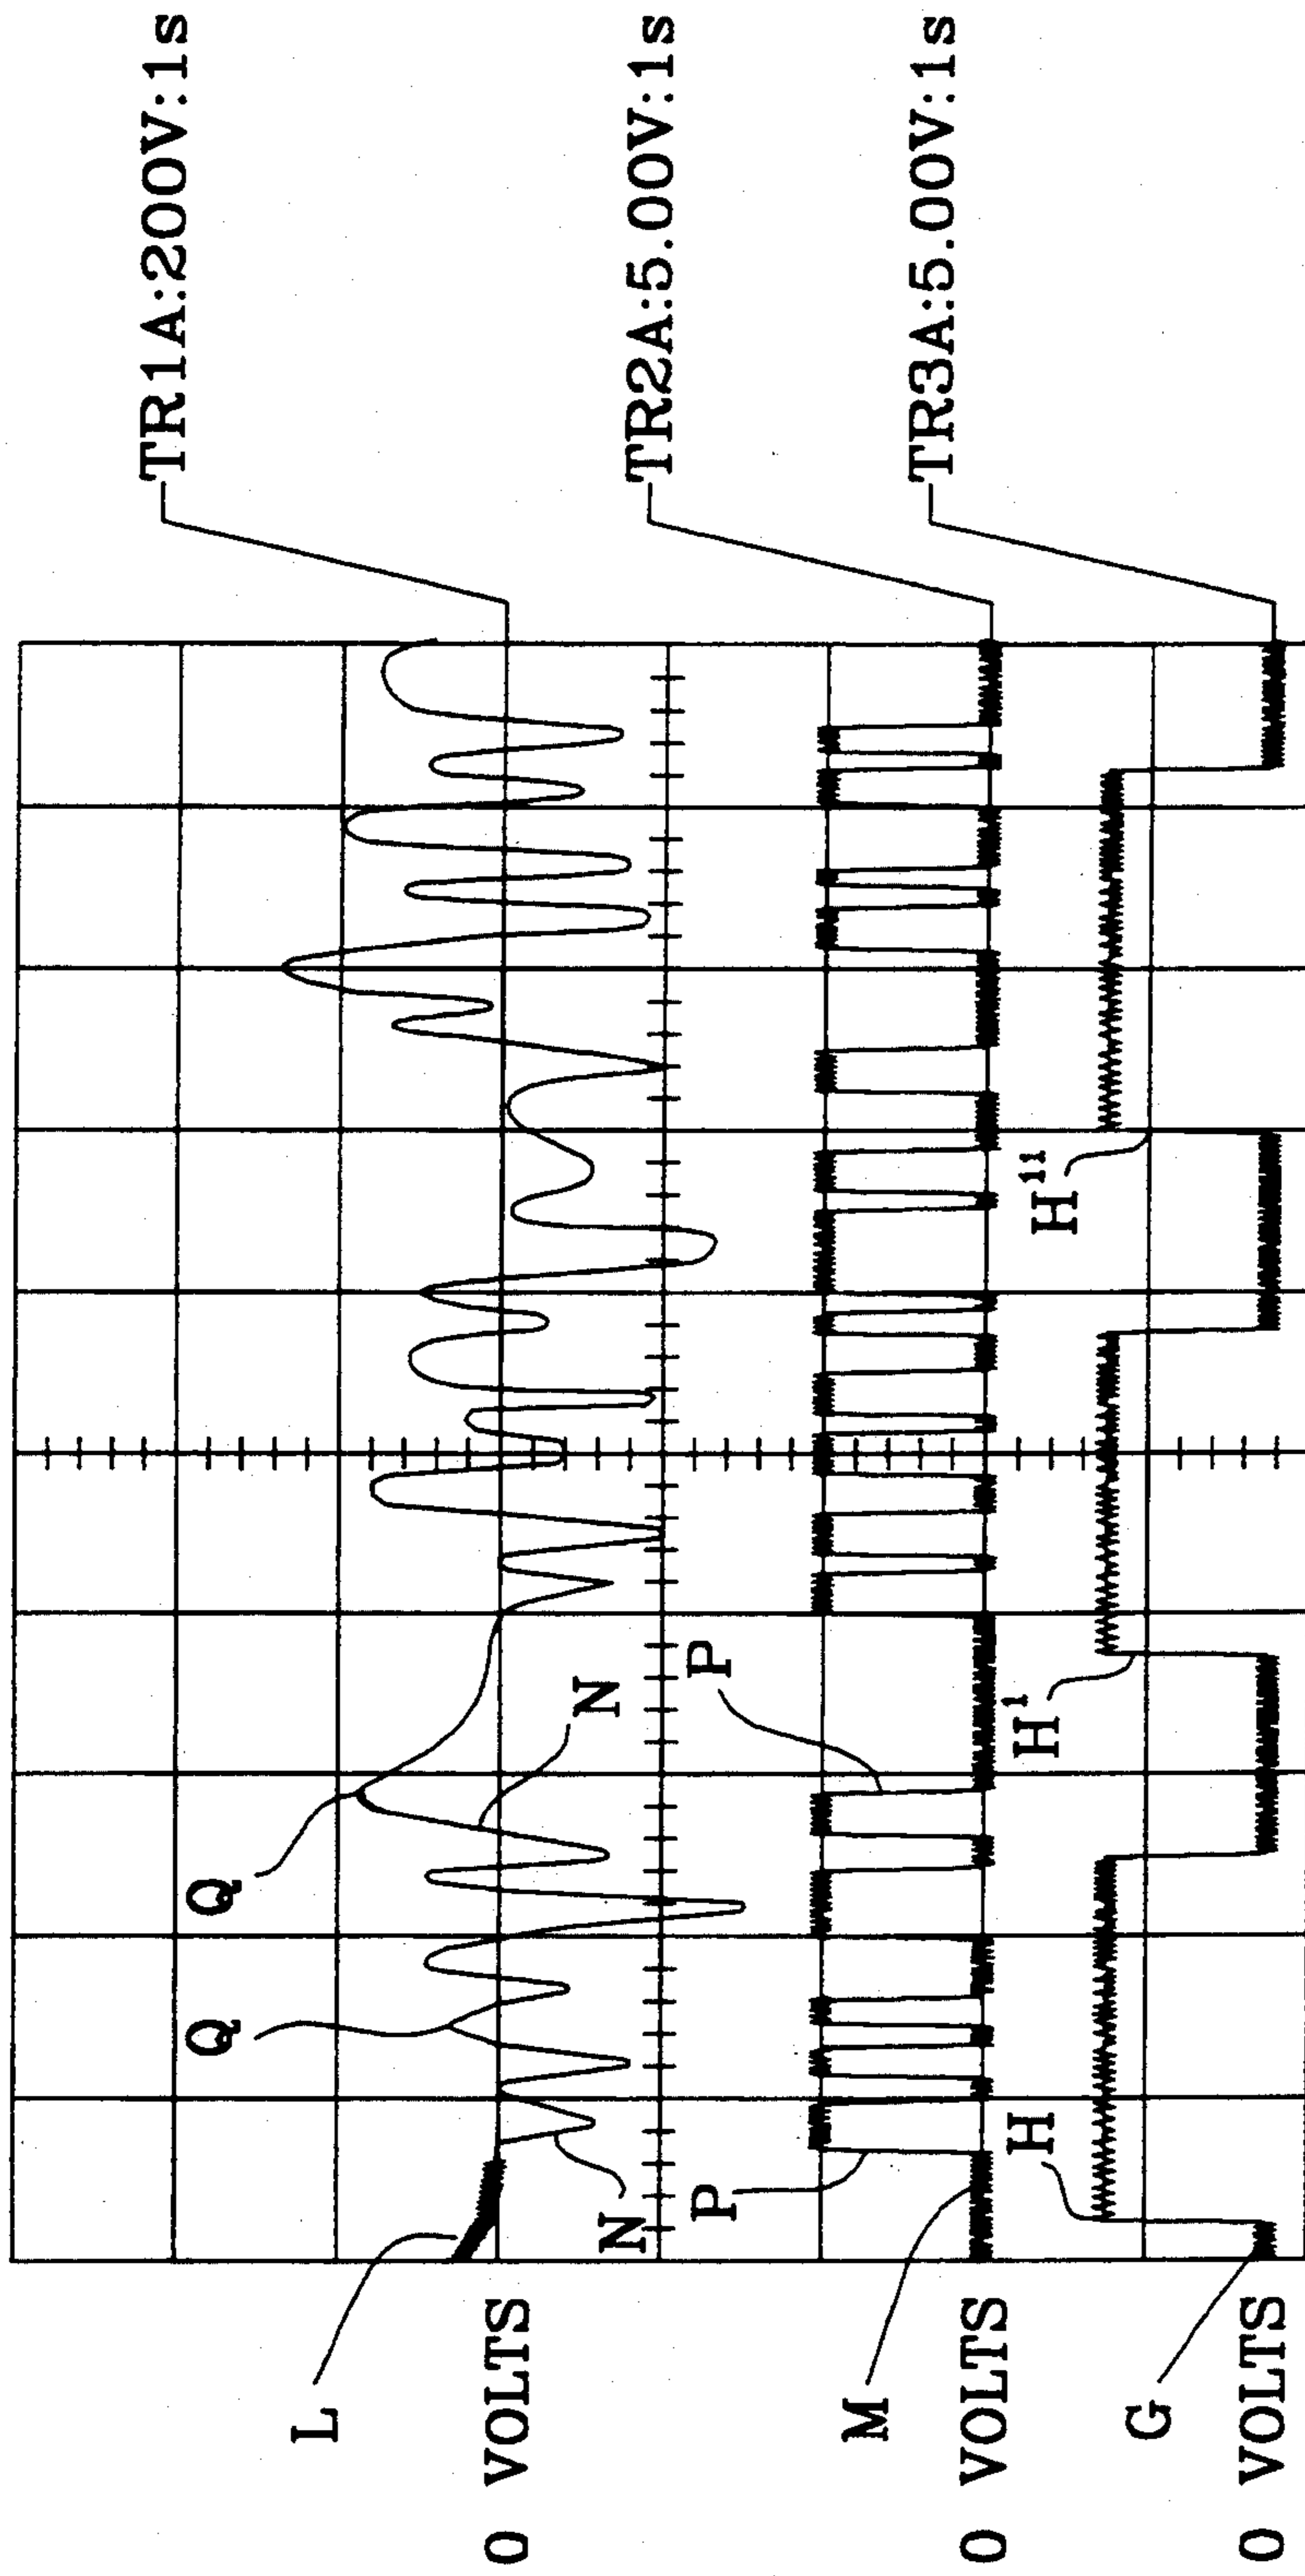 TR1A:200V:1s
Q
Q
L
0 VOLTS
N
N
TR2A:5.00V:1s
P
P
M
TR3A:5.00V:1s
0 VOLTS
H
H1
H11
G
0 VOLTS